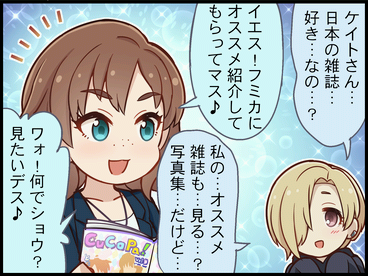 ケイトさん…
日本の雑誌…
好き…なの…?
イエス!フミカに
オススメ紹介して
もらってマス♪
私の…オススメ
雑誌も…見る…?
写真集…だけど…
ワォ!何でショウ?
見たいデス♪
CuCoPa!